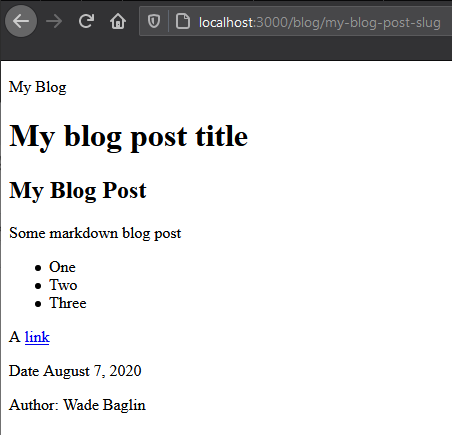 localhost:3000/blog/my-blog-post-slug
My Blog
My blog post title
My Blog Post
Some markdown blog post
One
Two
Three
A link
Date August 7, 2020
Author: Wade Baglin